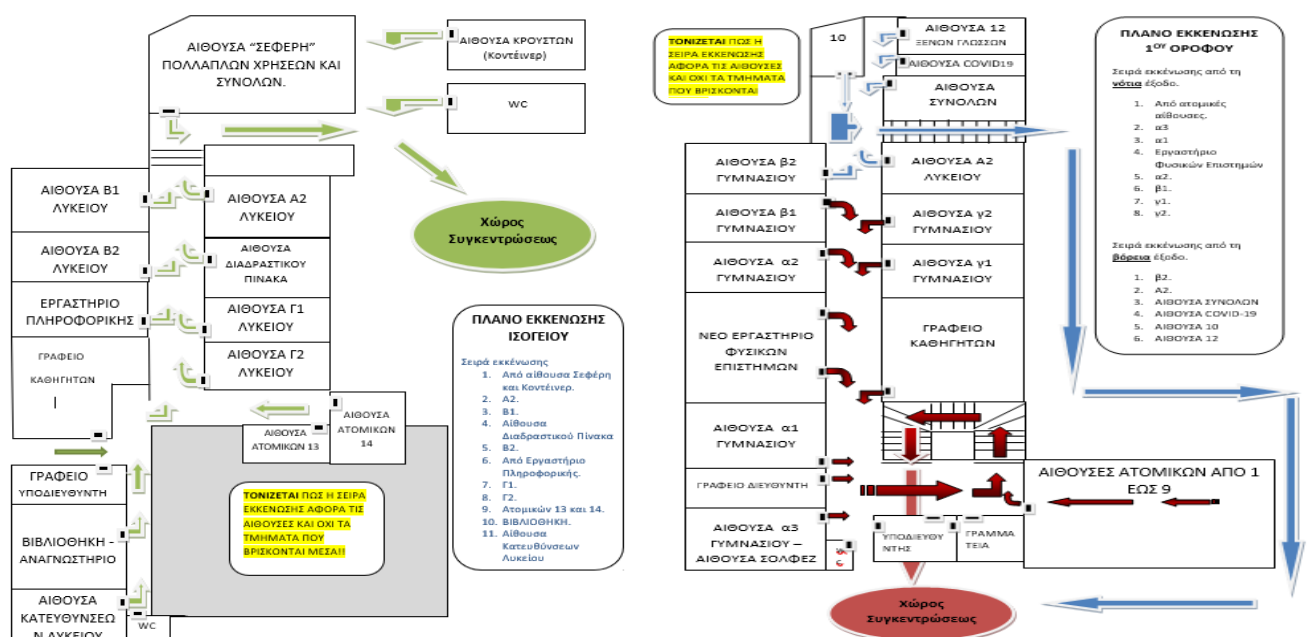 ΑΙΘΟΥΣΑ “ΣΕΦΕΡΗ”
ΠΟΛΛΑΠΛΩΝ ΧΡΗΣΕΩΝ ΚΑΙ
ΣΥΝΟΛΩΝ.
ΑΙΘΟΥΣΑ ΚΡΟΥΣΤΩΝ
(Κοντέινερ)
WC
ΑΙΘΟΥΣΑ Β1
ΛΥΚΕΙΟΥ
ΑΙΘΟΥΣΑ Α2
ΛΥΚΕΙΟΥ
ΑΙΘΟΥΣΑ Β2
ΛΥΚΕΙΟΥ
ΑΙΘΟΥΣΑ
ΔΙΑΔΡΑΣΤΙΚΟΥ
ΠΙΝΑΚΑ
ΕΡΓΑΣΤΗΡΙΟ
ΠΛΗΡΟΦΟΡΙΚΗΣ
ΑΙΘΟΥΣΑ Γ1
ΛΥΚΕΙΟΥ
ΓΡΑΦΕΙΟ
ΚΑΘΗΓΗΤΩΝ
ΑΙΘΟΥΣΑ Γ2
ΛΥΚΕΙΟΥ
ΑΙΘΟΥΣΑ
ΑΤΟΜΙΚΩΝ 13
ΑΙΘΟΥΣΑ
ΑΤΟΜΙΚΩΝ
14
ΓΡΑΦΕΙΟ
ΥΠΟΔΙΕΥΘΥΝΤΗ
ΒΙΒΛΙΟΘΗΚΗ -
ΑΝΑΓΝΩΣΤΗΡΙΟ
ΑΙΘΟΥΣΑ
ΚΑΤΕΥΘΥΝΣΕΩ
Ν ΛΥΚΕΙΟΥ
WC
ΤΟΝΙΖΕΤΑΙ ΠΩΣ Η ΣΕΙΡΑ
ΕΚΚΕΝΩΣΗΣ ΑΦΟΡΑ ΤΙΣ
ΑΙΘΟΥΣΕΣ ΚΑΙ ΟΧΙ ΤΑ
ΤΜΗΜΑΤΑ ΠΟΥ
ΒΡΙΣΚΟΝΤΑΙ ΜΕΣΑ!!
Χώρος
Συγκεντρώσεως
ΠΛΑΝΟ ΕΚΚΕΝΩΣΗΣ
ΙΣΟΓΕΙΟΥ
Σειρά εκκένωσης
1. Από αίθουσα Σεφέρη
και Κοντέινερ.
2. Α2.
3. Β1.
4. Αίθουσα
Διαδραστικού Πίνακα
5. Β2.
6. Από Εργαστήριο
Πληροφορικής.
7. Γ1.
8. Γ2.
9. Ατομικών 13 και 14.
10. ΒΙΒΛΙΟΘΗΚΗ.
11. Αίθουσα
Κατευθύνσεων
Λυκείου
ΤΟΝΙΖΕΤΑΙ ΠΩΣ Η
ΣΕΙΡΑ ΕΚΚΕΝΩΣΗΣ
ΑΦΟΡΑ ΤΙΣ ΑΙΘΟΥΣΕΣ
ΚΑΙ ΟΧΙ ΤΑ ΤΜΗΜΑΤΑ
ΠΟΥ ΒΡΙΣΚΟΝΤΑΙ
10
ΑΙΘΟΥΣΑ 12
ΞΕΝΩΝ ΓΛΩΣΣΩΝ
ΑΙΘΟΥΣΑ COVID19
ΑΙΘΟΥΣΑ
ΣΥΝΟΛΩΝ
ΑΙΘΟΥΣΑ β2
ΓΥΜΝΑΣΙΟΥ
ΑΙΘΟΥΣΑ Α2
ΛΥΚΕΙΟΥ
ΑΙΘΟΥΣΑ β1
ΓΥΜΝΑΣΙΟΥ
ΑΙΘΟΥΣΑ γ2
ΓΥΜΝΑΣΙΟΥ
ΑΙΘΟΥΣΑ α2
ΓΥΜΝΑΣΙΟΥ
ΑΙΘΟΥΣΑ γ1
ΓΥΜΝΑΣΙΟΥ
ΝΕΟ ΕΡΓΑΣΤΗΡΙΟ
ΦΥΣΙΚΩΝ
ΕΠΙΣΤΗΜΩΝ
ΓΡΑΦΕΙΟ
ΚΑΘΗΓΗΤΩΝ
ΑΙΘΟΥΣΑ α1
ΓΥΜΝΑΣΙΟΥ
ΓΡΑΦΕΙΟ ΔΙΕΥΘΥΝΤΗ
ΑΙΘΟΥΣΑ α3
ΓΥΜΝΑΣΙΟΥ –
ΑΙΘΟΥΣΑ ΣΟΛΦΕΖ
ΑΙΘΟΥΣΕΣ ΑΤΟΜΙΚΩΝ ΑΠΟ 1
ΕΩΣ 9
ΥΠΟΔΙΕΥΘΥ
ΝΤΗΣ
ΓΡΑΜΜΑ
ΤΕΙΑ
Χώρος
Συγκεντρώσεως
ΠΛΑΝΟ ΕΚΚΕΝΩΣΗΣ
1ΟΥ ΟΡΟΦΟΥ
Σειρά εκκένωσης από τη
νότια έξοδο.
1. Από ατομικές
αίθουσες.
2. α3
3. α1
4. Εργαστήριο
Φυσικών Επιστημών
5. α2.
6. β1.
7. γ1.
8. γ2.
Σειρά εκκένωσης από τη
βόρεια έξοδο.
1. β2.
2. Α2.
3. ΑΙΘΟΥΣΑ ΣΥΝΟΛΩΝ
4. ΑΙΘΟΥΣΑ COVID-19
5. ΑΙΘΟΥΣΑ 10
6. ΑΙΘΟΥΣΑ 12